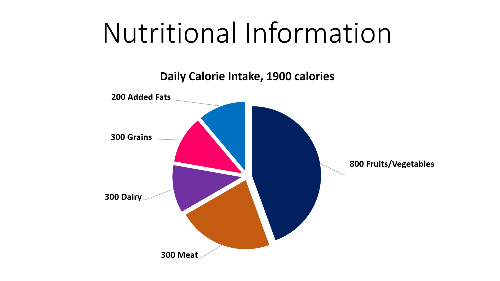 Nutritional Information
Daily Calorie Intake, 1900 calories
200 Added Fats
300 Grains
800 Fruits/Vegetables
300 Dairy
300 Meat